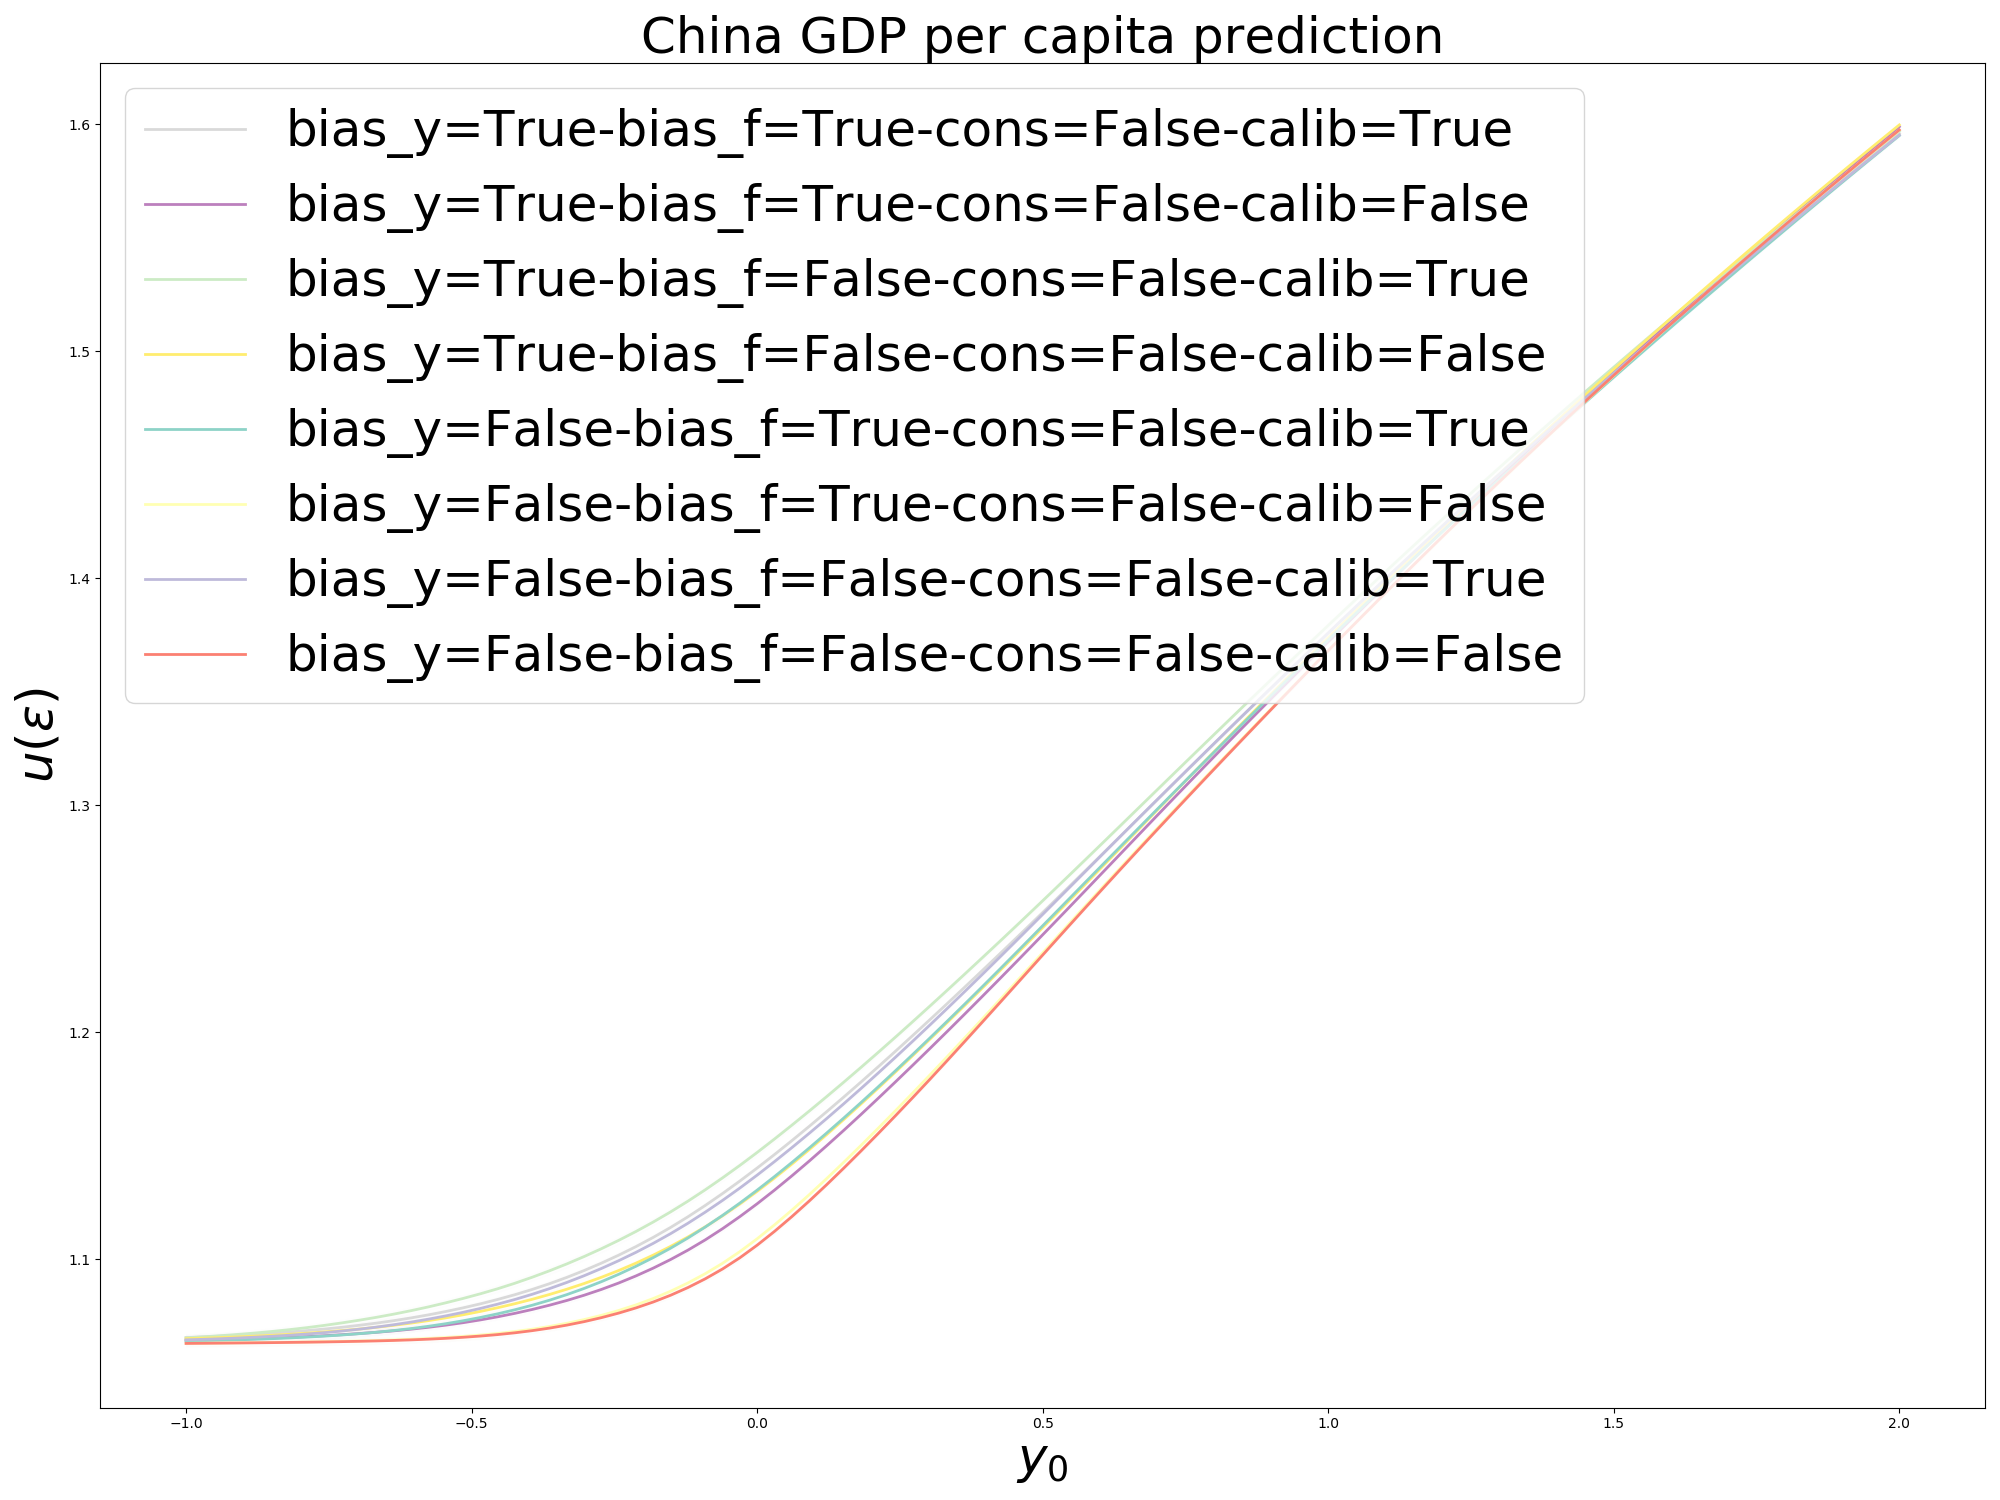 China GDP per capita prediction
bias_y=True-bias_f=True-cons=False-calib=True
bias_y=True-bias_f=True-cons=False-calib=False
bias_y=True-bias_f=False-cons=False-calib=True
bias_y=True-bias_f=False-cons=False-calib=False
bias_y=False-bias_f=True-cons=False-calib=True
bias_y=False-bias_f=True-cons=False-calib=False
bias_y=False-bias_f=False-cons=False-calib=True
bias_y=False-bias_f=False-cons=False-calib=False
u(ε)
1.6
1.5
1.4
1.3
1.2
1.1
−1.0
−0.5
0.0
0.5
1.0
1.5
2.0
y₀